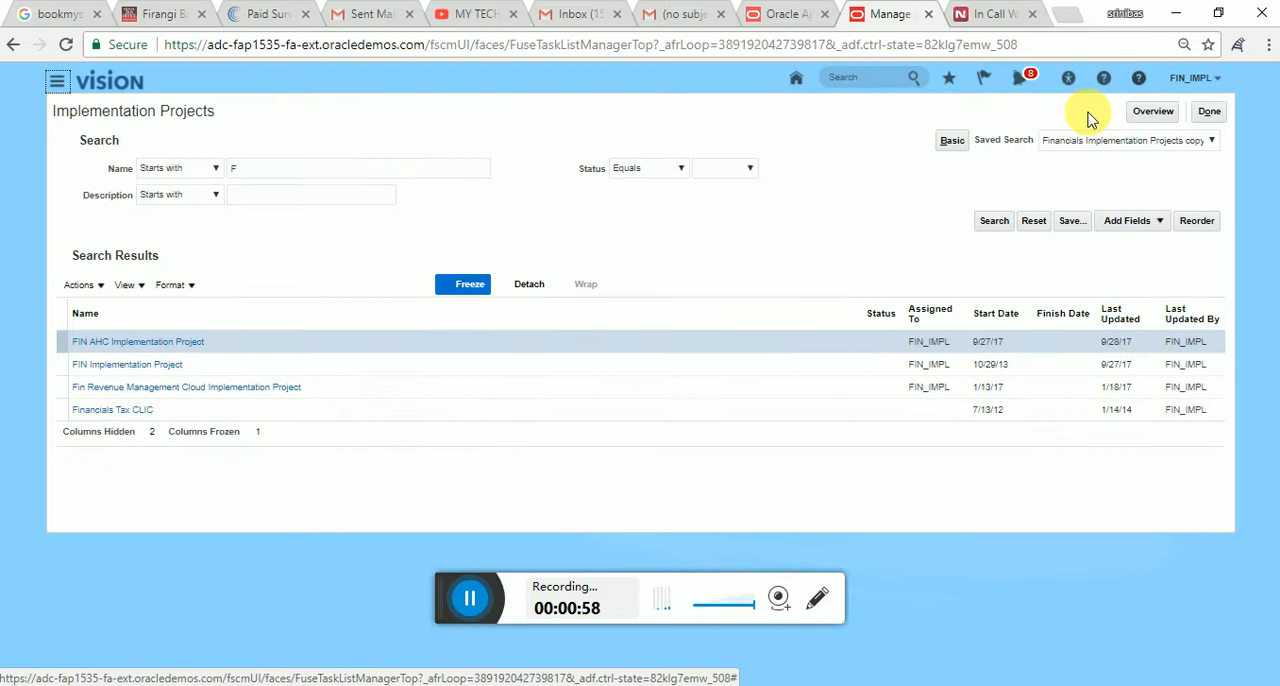 bookmys
Firangi B
Paid Surv
Sent Mai
MY TECH
Inbox (15
(no subje
Oracle Ap
Manage
In Call W
srinibas
Secure
https://adc-fap1535-fa-ext.oracledemos.com/fscmUI/faces/FuseTaskListManagerTop?_afrLoop=389192042739817&_adf.ctrl-state=82klg7emw_508
VISION
Search
8
FIN_IMPL
Implementation Projects
Overview
Done
Search
Basic
Saved Search
Financials Implementation Projects copy
Name Starts with F
Status Equals
Description Starts with
Search Reset Save... Add Fields Reorder
Search Results
Actions View Format Freeze Detach Wrap
Name Status Assigned To Start Date Finish Date Last Updated Last Updated By
FIN AHC Implementation Project FIN_IMPL 9/27/17 9/28/17 FIN_IMPL
FIN Implementation Project FIN_IMPL 10/29/13 9/27/17 FIN_IMPL
Fin Revenue Management Cloud Implementation Project FIN_IMPL 1/13/17 1/18/17 FIN_IMPL
Financials Tax CLIC 7/13/12 1/14/14 FIN_IMPL
Columns Hidden 2 Columns Frozen 1
Recording...
00:00:58
https://adc-fap1535-fa-ext.oracledemos.com/fscmUI/faces/FuseTaskListManagerTop?_afrLoop=389192042739817&_adf.ctrl-state=82klg7emw_508#